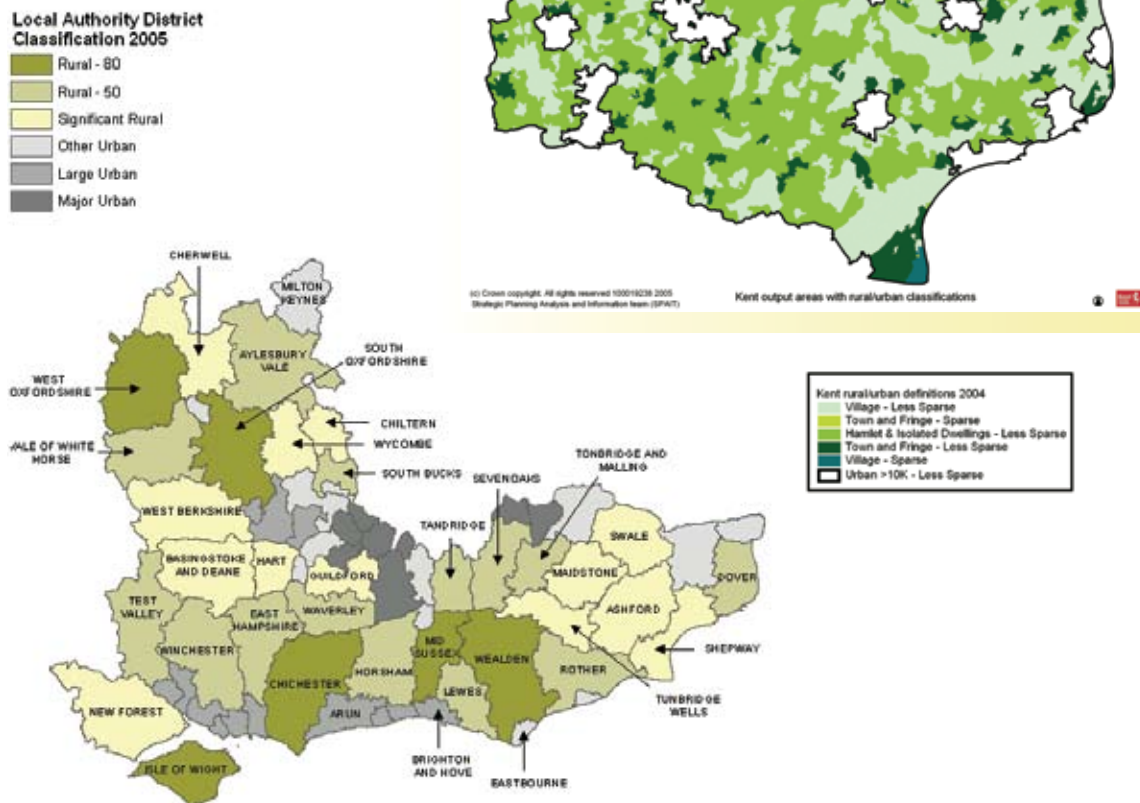 Local Authority District
Classification 2005
Rural - 80
Rural - 50
Significant Rural
Other Urban
Large Urban
Major Urban
(c) Crown copyright. All rights reserved 100019238 2005
Strategic Planning Analysis and Information team (SPAIT)
Kent output areas with rural/urban classifications
Kent rural/urban definitions 2004
Village - Less Sparse
Town and Fringe - Sparse
Hamlet & Isolated Dwellings - Less Sparse
Town and Fringe - Less Sparse
Village - Sparse
Urban >10K - Less Sparse
CHERWELL
MILTON
KEYNES
AYLESBURY
VALE
SOUTH
OXFORDSHIRE
WEST
OXFORDSHIRE
CHILTERN
WYCOMBE
VALE OF WHITE
HORSE
SOUTH BUCKS
TONBRIDGE AND
MALLING
SEVENOAKS
TANDRIDGE
WEST BERKSHIRE
SWALE
BASINGSTOKE
AND DEANE
HART
GUILDFORD
MAIDSTONE
DOVER
TEST
VALLEY
EAST
HAMPSHIRE
WAVERLEY
ASHFORD
WINCHESTER
MID
SUSSE
WEALDEN
SHEPWAY
CHICHESTER
HORSHAM
ROTHER
LEWES
TUNBRIDGE
WELLS
NEW FOREST
ARUN
BRIGHTON
AND HOVE
EASTBOURNE
ISLE OF WIGHT